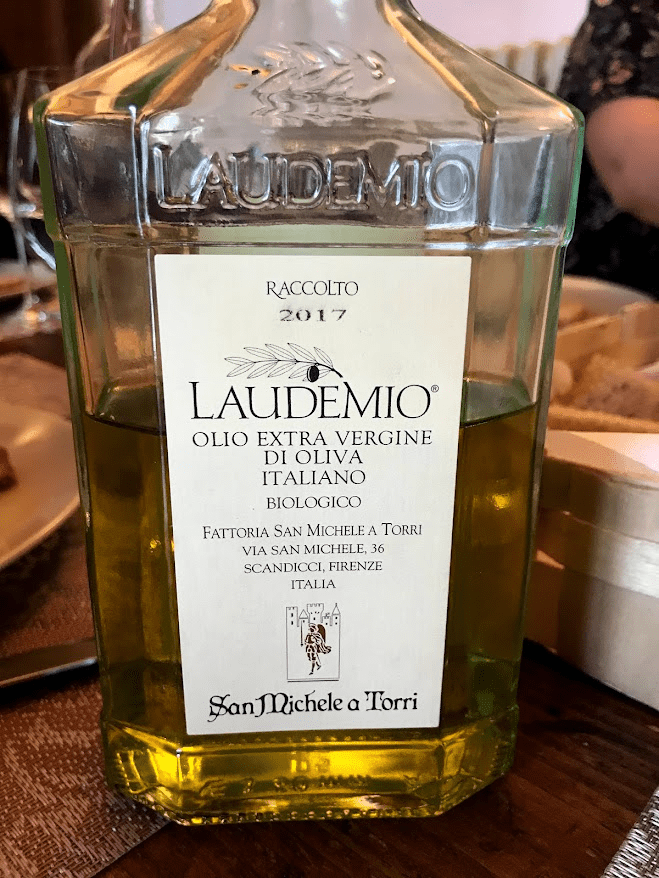 LAUDEMIO
RACCOLTO
2017
LAUDEMIO®
OLIO EXTRA VERGINE
DI OLIVA
ITALIANO
BIOLOGICO
FATTORIA SAN MICHELE A TORRI
VIA SAN MICHELE, 36
SCANDICCI, FIRENZE
ITALIA
San Michele a Torri